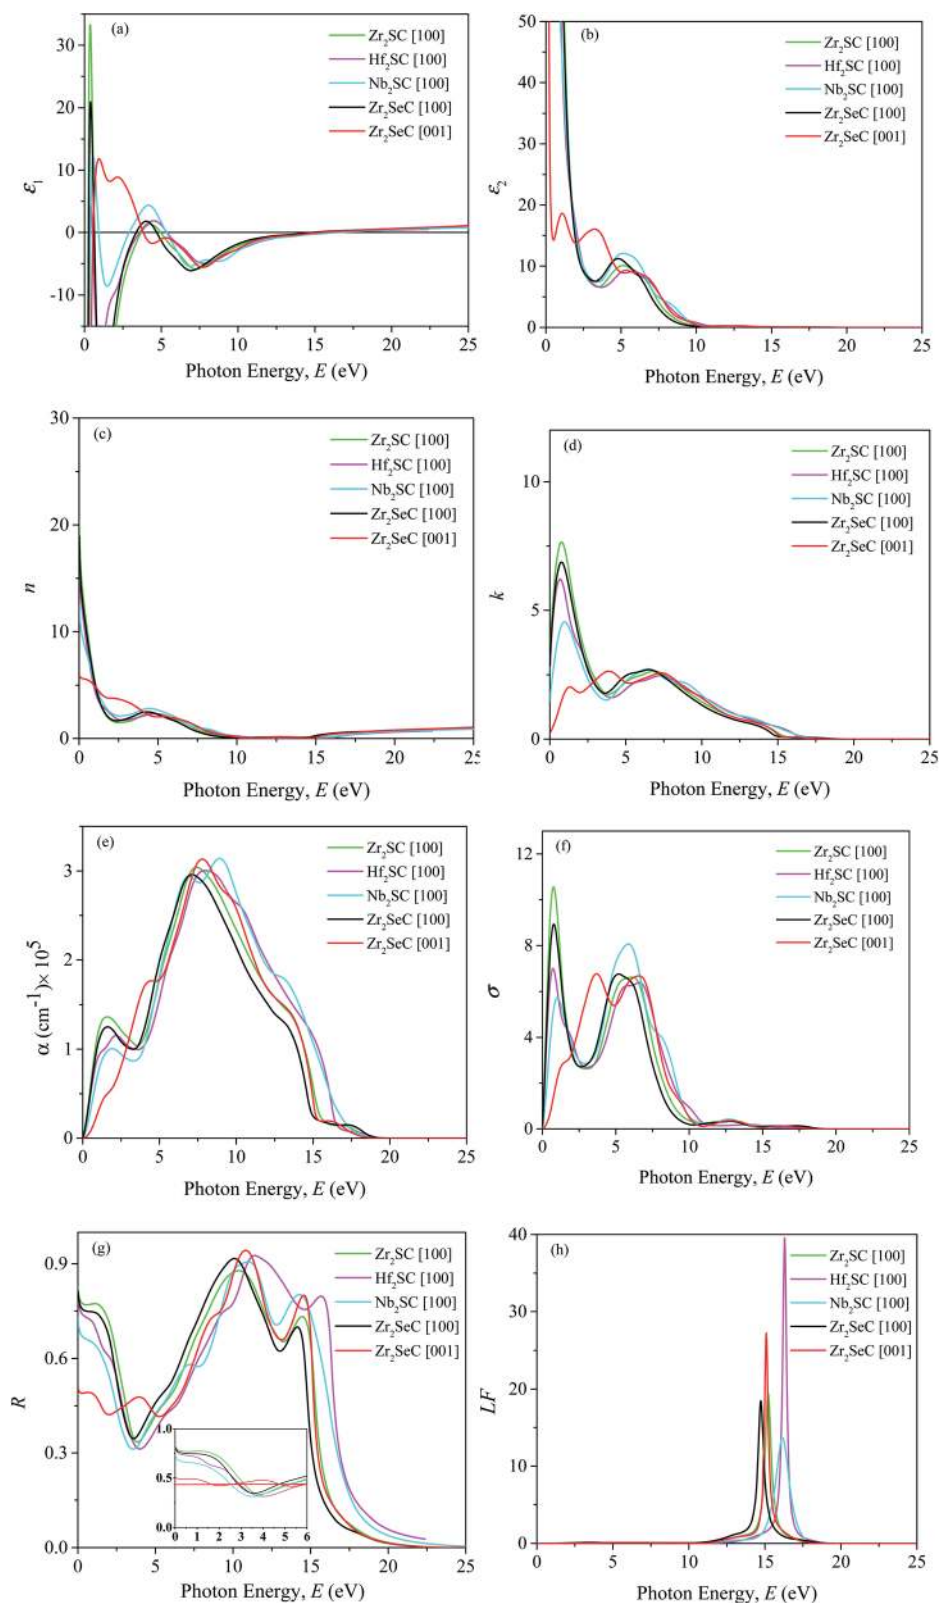 (a)
Zr₂SC [100]
Hf₂SC [100]
Nb₂SC [100]
Zr₂SeC [100]
Zr₂SeC [001]
30
20
10
0
-10
ε₁
0 5 10 15 20 25
Photon Energy, E (eV)
(b)
Zr₂SC [100]
Hf₂SC [100]
Nb₂SC [100]
Zr₂SeC [100]
Zr₂SeC [001]
50
40
30
20
10
0
ε₂
0 5 10 15 20 25
Photon Energy, E (eV)
(c)
Zr₂SC [100]
Hf₂SC [100]
Nb₂SC [100]
Zr₂SeC [100]
Zr₂SeC [001]
30
20
10
0
n
0 5 10 15 20 25
Photon Energy, E (eV)
(d)
Zr₂SC [100]
Hf₂SC [100]
Nb₂SC [100]
Zr₂SeC [100]
Zr₂SeC [001]
10
5
0
k
0 5 10 15 20 25
Photon Energy, E (eV)
(e)
Zr₂SC [100]
Hf₂SC [100]
Nb₂SC [100]
Zr₂SeC [100]
Zr₂SeC [001]
3
2
1
0
α (cm⁻¹)× 10⁵
0 5 10 15 20 25
Photon Energy, E (eV)
(f)
Zr₂SC [100]
Hf₂SC [100]
Nb₂SC [100]
Zr₂SeC [100]
Zr₂SeC [001]
12
8
4
0
σ
0 5 10 15 20 25
Photon Energy, E (eV)
(g)
Zr₂SC [100]
Hf₂SC [100]
Nb₂SC [100]
Zr₂SeC [100]
Zr₂SeC [001]
0.9
0.6
0.3
0.0
R
1.0
0.5
0.0
0 1 2 3 4 5 6
0 5 10 15 20 25
Photon Energy, E (eV)
(h)
Zr₂SC [100]
Hf₂SC [100]
Nb₂SC [100]
Zr₂SeC [100]
Zr₂SeC [001]
40
30
20
10
0
LF
0 5 10 15 20 25
Photon Energy, E (eV)